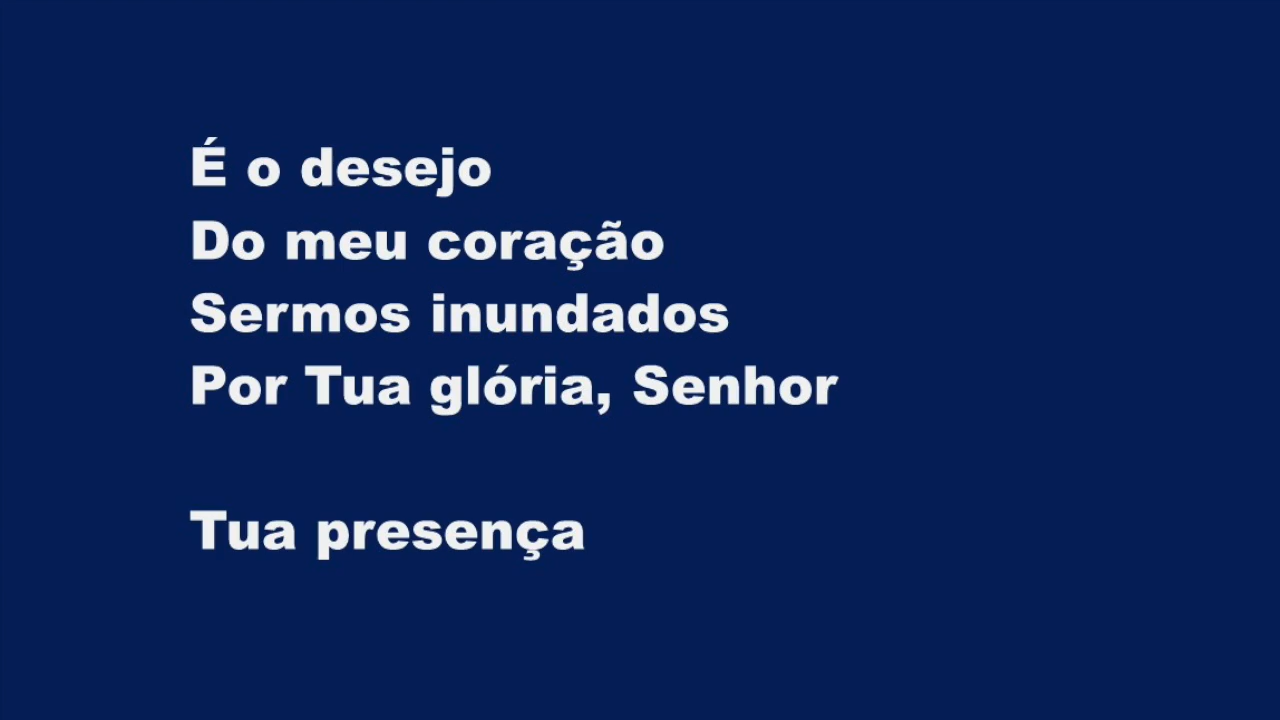 É o desejo
Do meu coração
Sermos inundados
Por Tua glória, Senhor
Tua presença